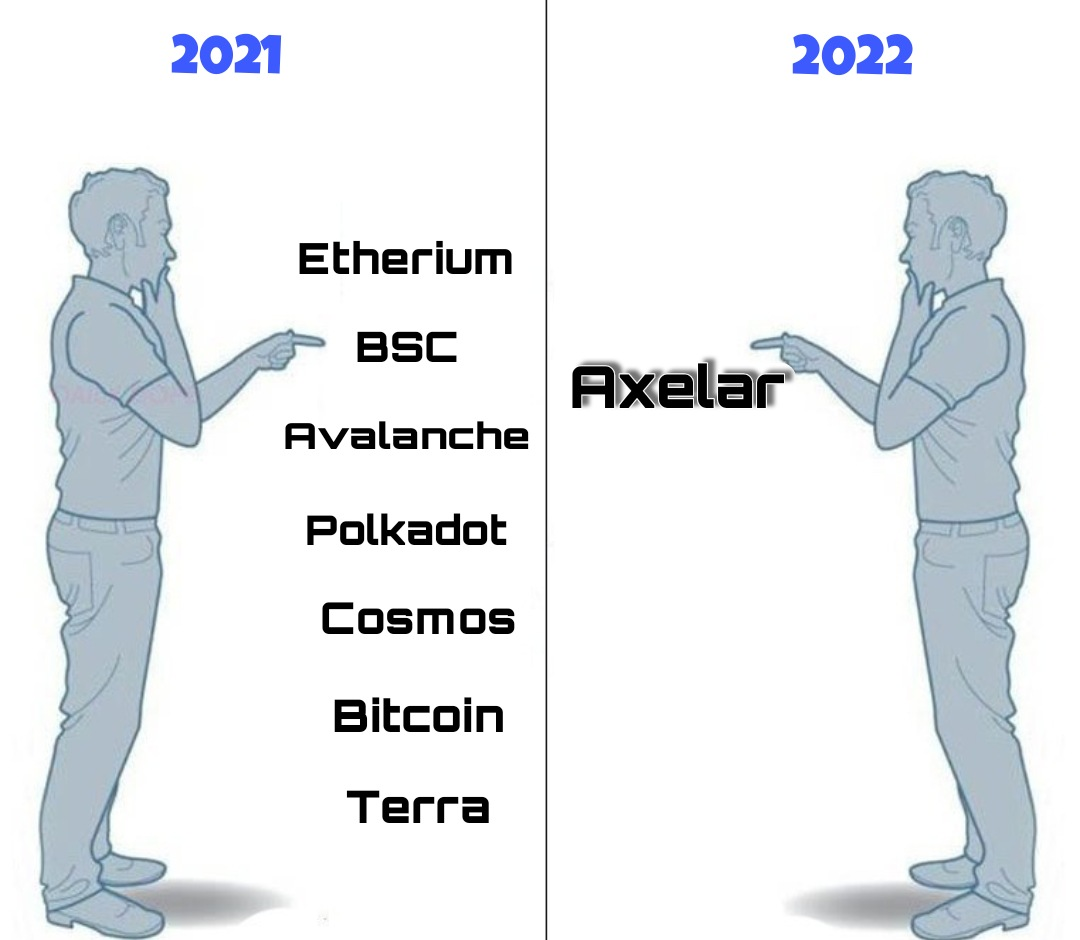 2021
Etherium
BSC
Avalanche
Polkadot
Cosmos
Bitcoin
Terra
2022
Axelar